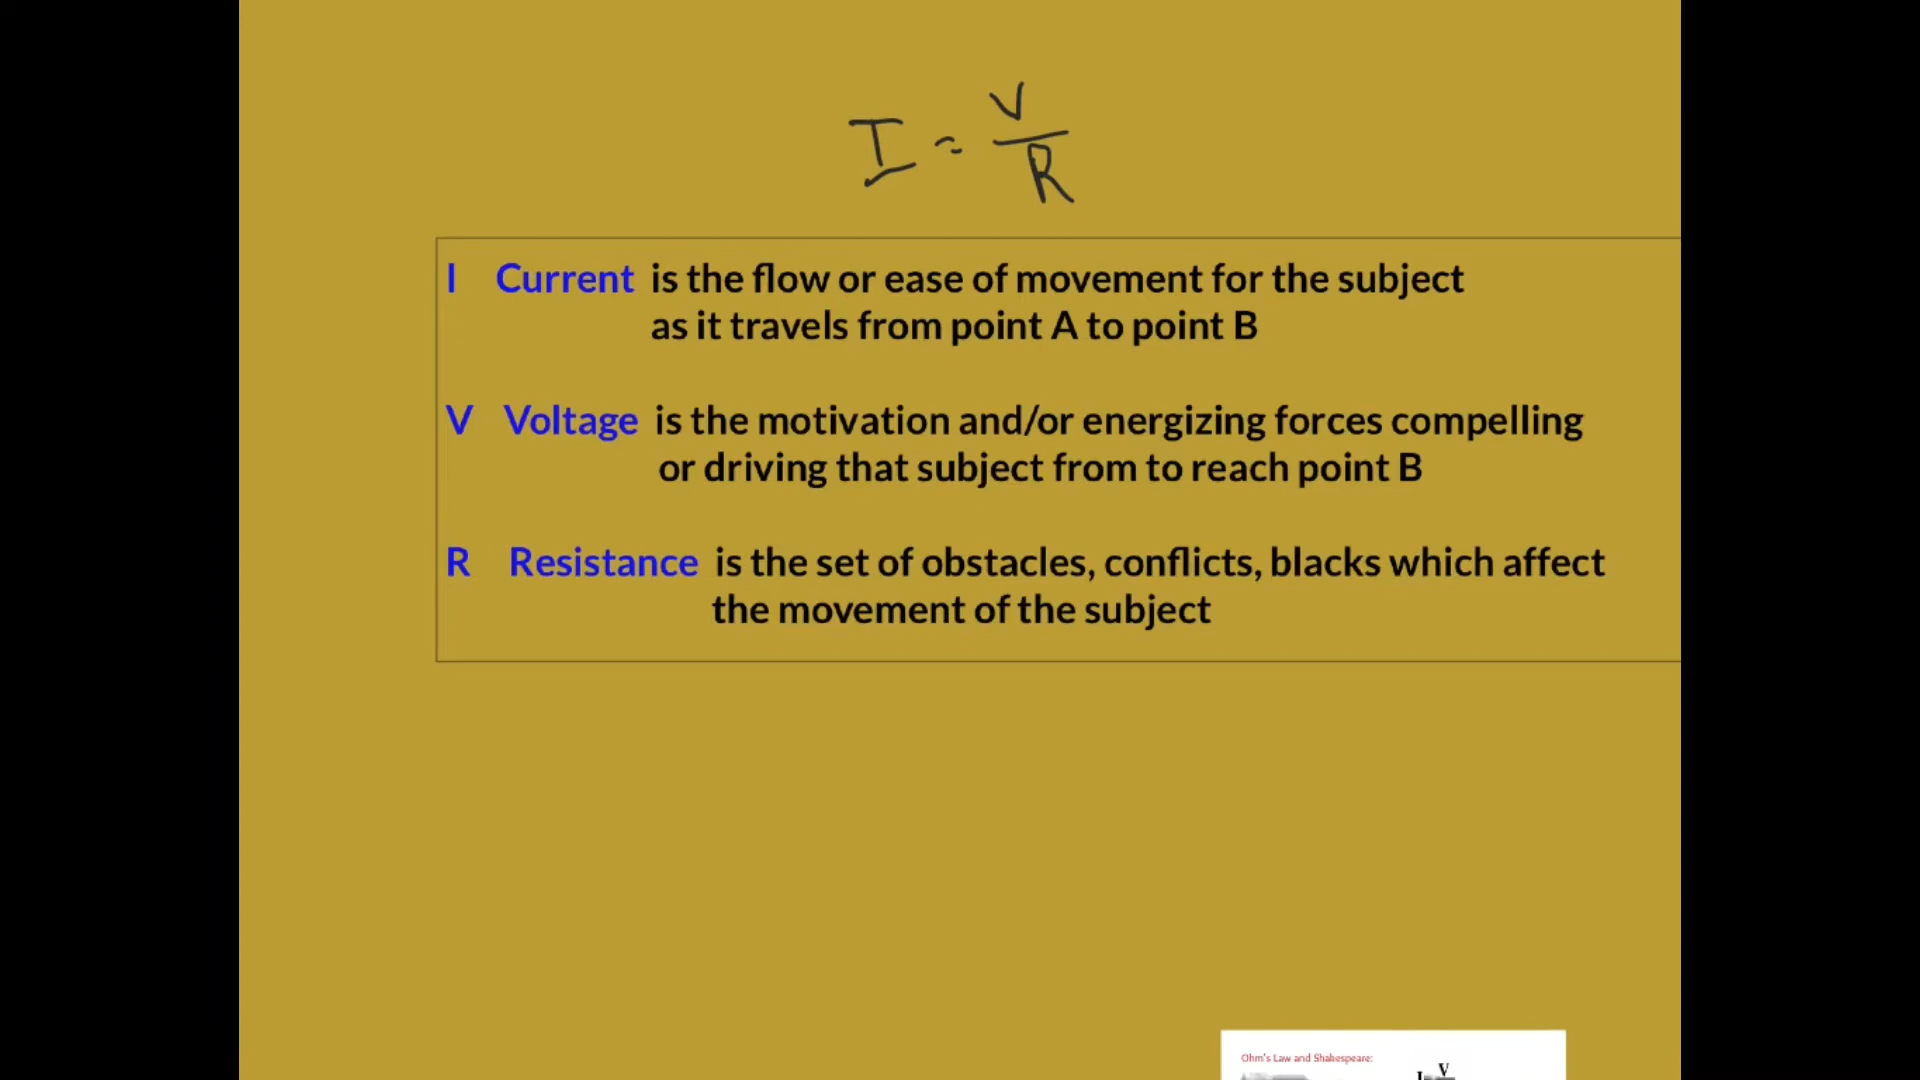 I = V/R
I Current is the flow or ease of movement for the subject
as it travels from point A to point B
V Voltage is the motivation and/or energizing forces compelling
or driving that subject from to reach point B
R Resistance is the set of obstacles, conflicts, blacks which affect
the movement of the subject
Ohm's Law and Shakespeare:
V